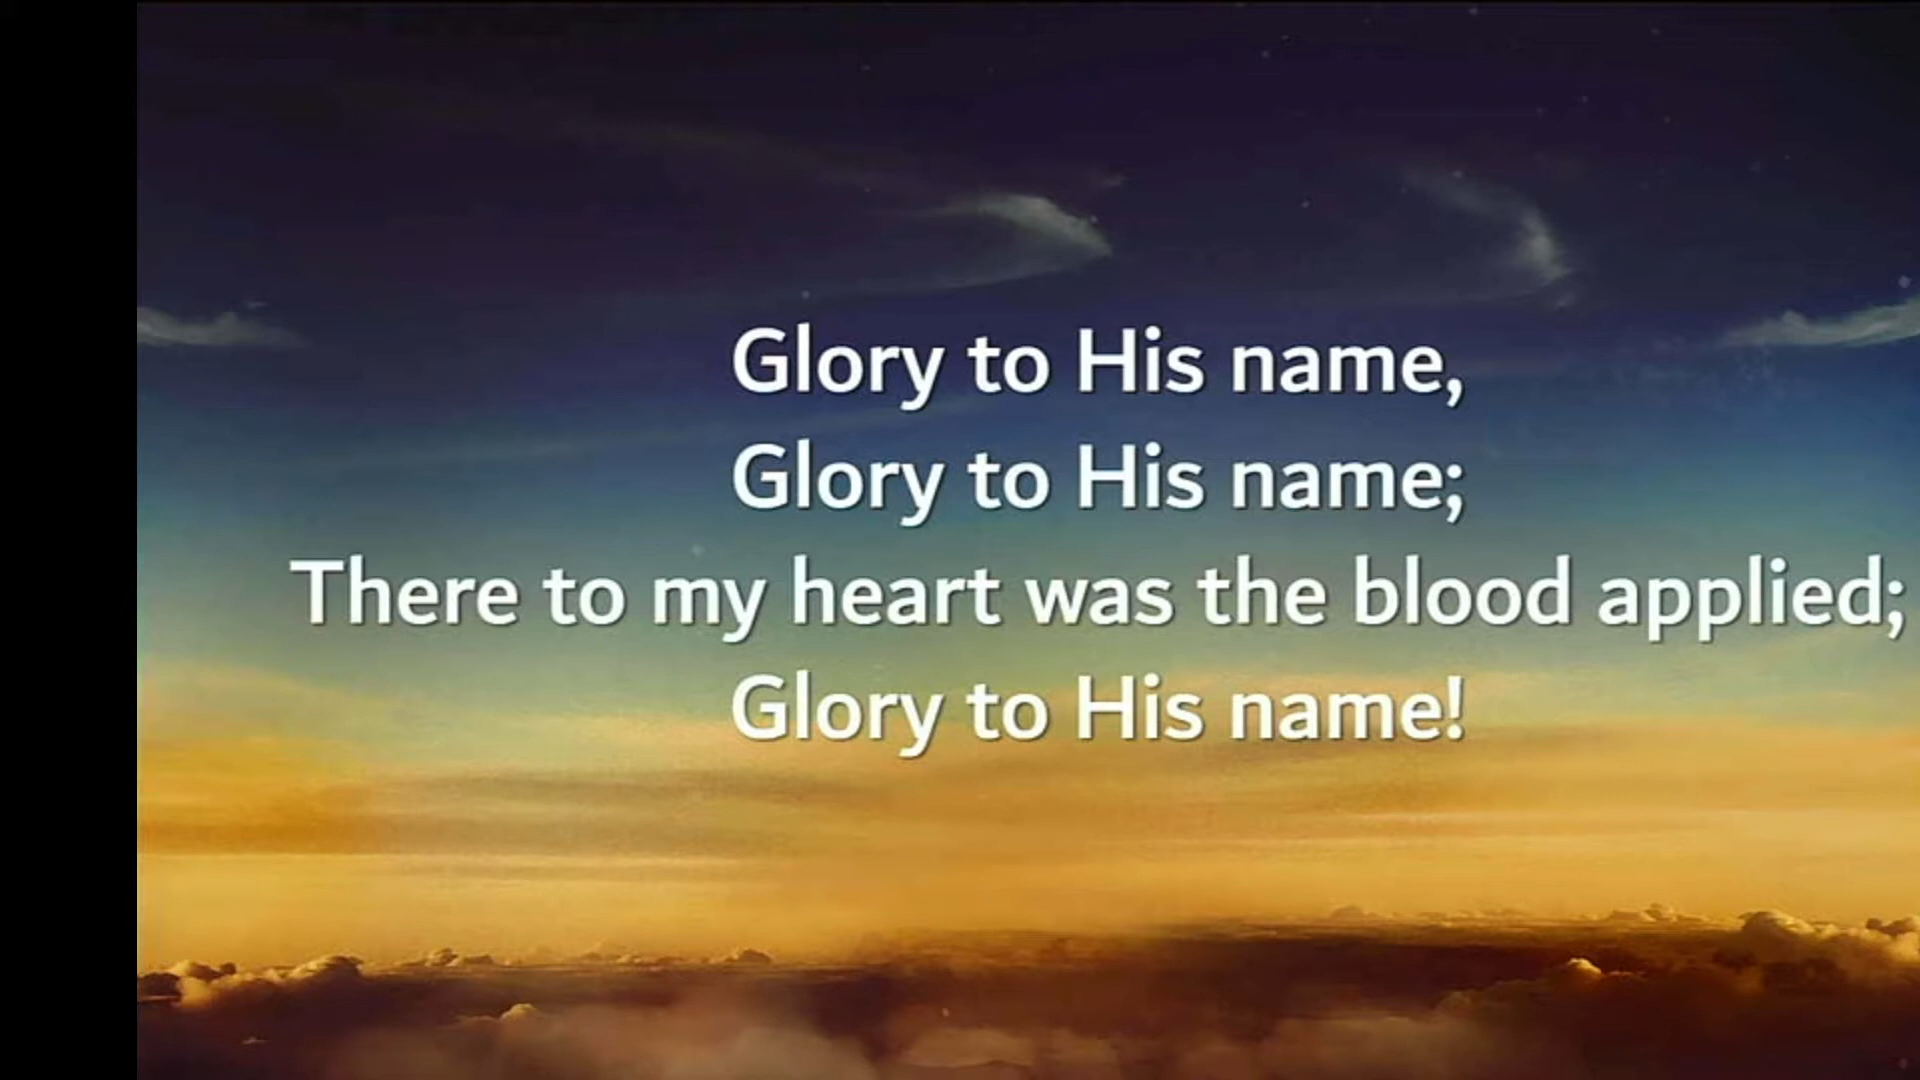 Glory to His name,
Glory to His name;
There to my heart was the blood applied;
Glory to His name!